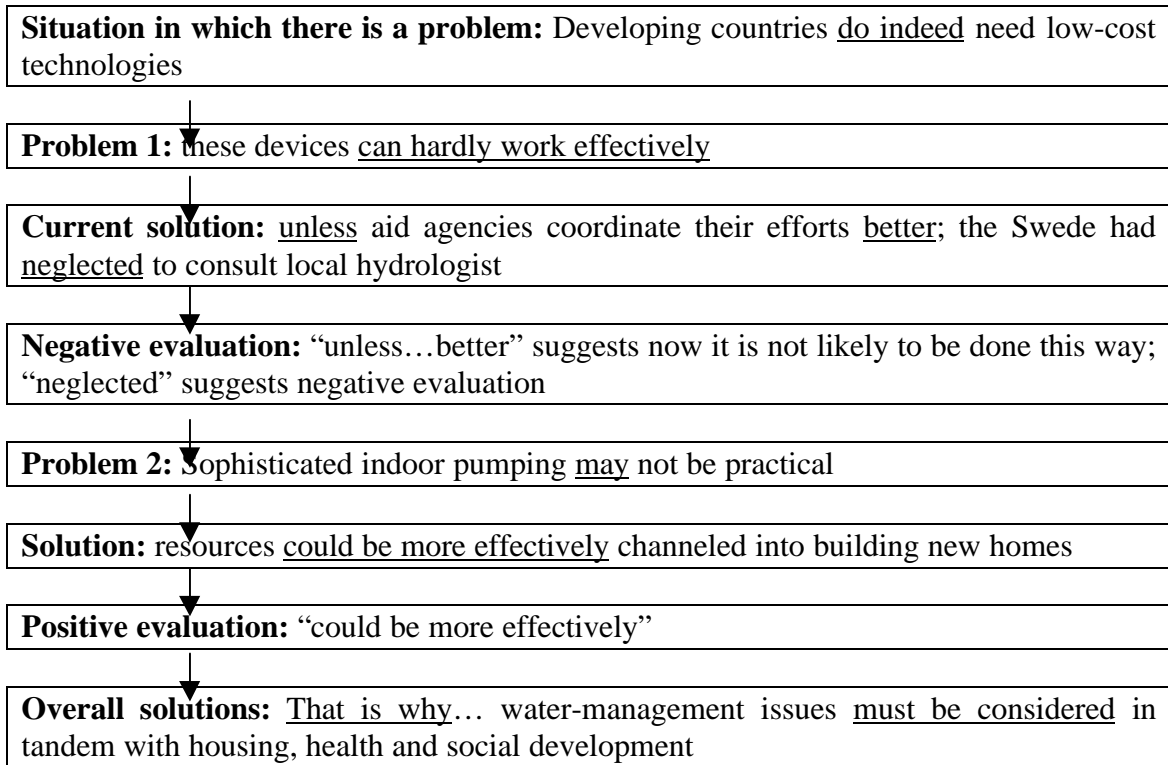 Situation in which there is a problem: Developing countries do indeed need low-cost
technologies
Problem 1: these devices can hardly work effectively
Current solution: unless aid agencies coordinate their efforts better; the Swede had
neglected to consult local hydrologist
Negative evaluation: “unless…better” suggests now it is not likely to be done this way;
“neglected” suggests negative evaluation
Problem 2: Sophisticated indoor pumping may not be practical
Solution: resources could be more effectively channeled into building new homes
Positive evaluation: “could be more effectively”
Overall solutions: That is why… water-management issues must be considered in
tandem with housing, health and social development